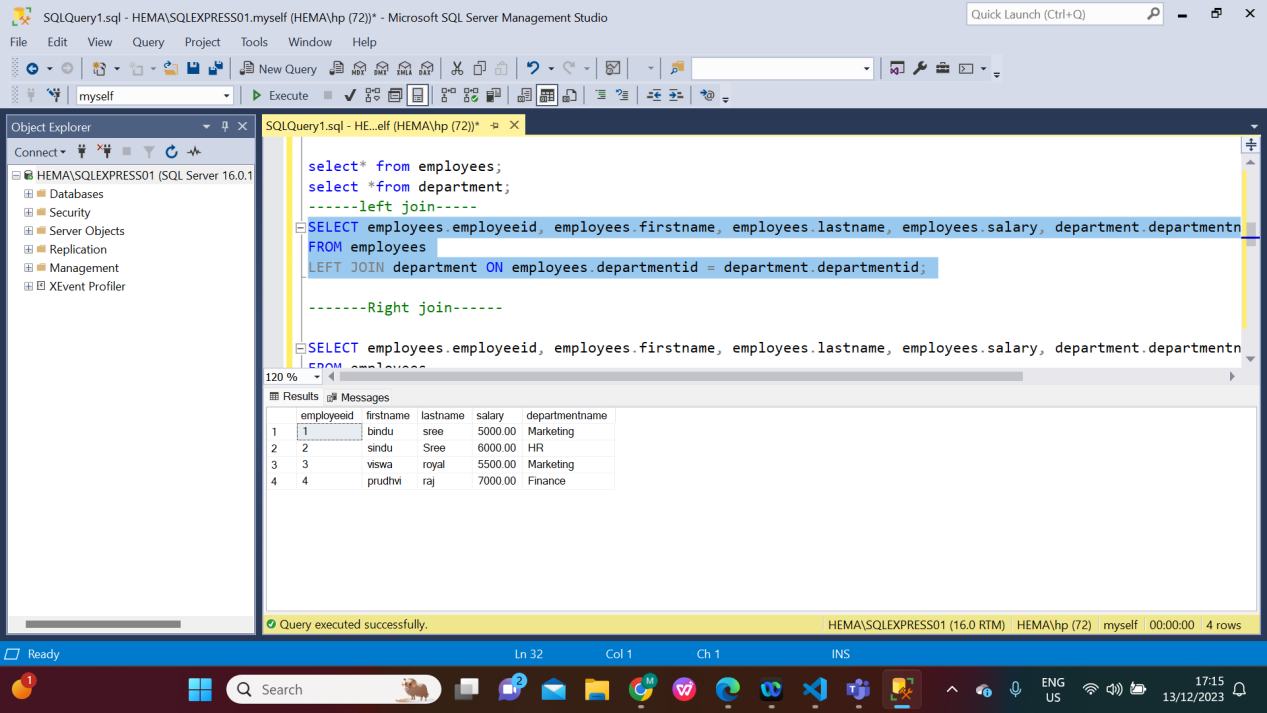 SQLQuery1.sql - HEMA\SQLEXPRESS01.myself (HEMA\hp (72))* - Microsoft SQL Server Management Studio
Quick Launch (Ctrl+Q)
File Edit View Query Project Tools Window Help
New Query MDX DMX XMLA DAX
myself Execute
Object Explorer
SQLQuery1.sql - HE...elf (HEMA\hp (72))*
Connect
HEMA\SQLEXPRESS01 (SQL Server 16.0.1
Databases
Security
Server Objects
Replication
Management
XEvent Profiler
select* from employees;
select *from department;
------left join-----
SELECT employees.employeeid, employees.firstname, employees.lastname, employees.salary, department.departmentn
FROM employees
LEFT JOIN department ON employees.departmentid = department.departmentid;
-------Right join------
SELECT employees.employeeid, employees.firstname, employees.lastname, employees.salary, department.departmentn
FROM employees
120 %
Results Messages
employeeid firstname lastname salary departmentname
1 1 bindu sree 5000.00 Marketing
2 2 sindu Sree 6000.00 HR
3 3 viswa royal 5500.00 Marketing
4 4 prudhvi raj 7000.00 Finance
Query executed successfully. HEMA\SQLEXPRESS01 (16.0 RTM) HEMA\hp (72) myself 00:00:00 4 rows
Ready Ln 32 Col 1 Ch 1 INS
1
Search
2
M
ENG
US
17:15
13/12/2023